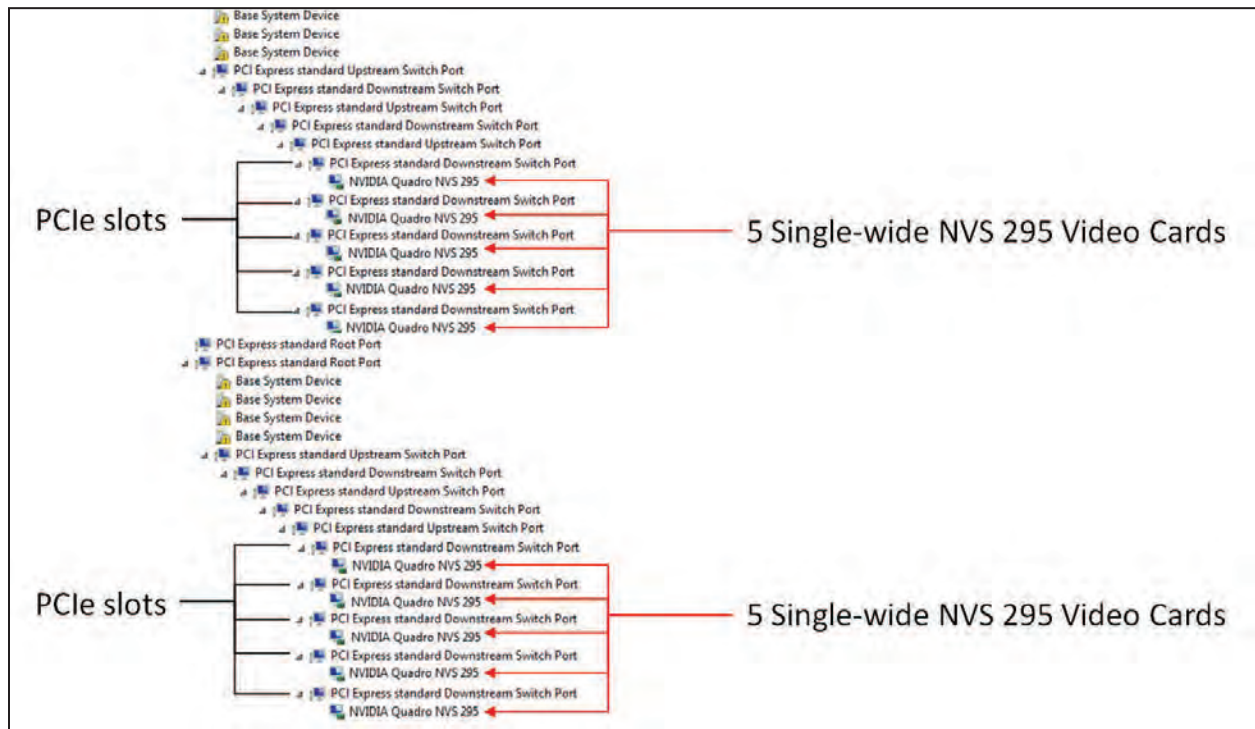 Base System Device
Base System Device
Base System Device
PCI Express standard Upstream Switch Port
PCI Express standard Downstream Switch Port
PCI Express standard Upstream Switch Port
PCI Express standard Downstream Switch Port
PCI Express standard Upstream Switch Port
PCI Express standard Downstream Switch Port
NVIDIA Quadro NVS 295
PCI Express standard Downstream Switch Port
NVIDIA Quadro NVS 295
PCIe slots
5 Single-wide NVS 295 Video Cards
PCI Express standard Downstream Switch Port
NVIDIA Quadro NVS 295
PCI Express standard Downstream Switch Port
NVIDIA Quadro NVS 295
PCI Express standard Downstream Switch Port
NVIDIA Quadro NVS 295
PCI Express standard Root Port
PCI Express standard Root Port
Base System Device
Base System Device
Base System Device
Base System Device
PCI Express standard Upstream Switch Port
PCI Express standard Downstream Switch Port
PCI Express standard Upstream Switch Port
PCI Express standard Downstream Switch Port
PCI Express standard Upstream Switch Port
PCI Express standard Downstream Switch Port
NVIDIA Quadro NVS 295
PCI Express standard Downstream Switch Port
NVIDIA Quadro NVS 295
PCIe slots
5 Single-wide NVS 295 Video Cards
PCI Express standard Downstream Switch Port
NVIDIA Quadro NVS 295
PCI Express standard Downstream Switch Port
NVIDIA Quadro NVS 295
PCI Express standard Downstream Switch Port
NVIDIA Quadro NVS 295